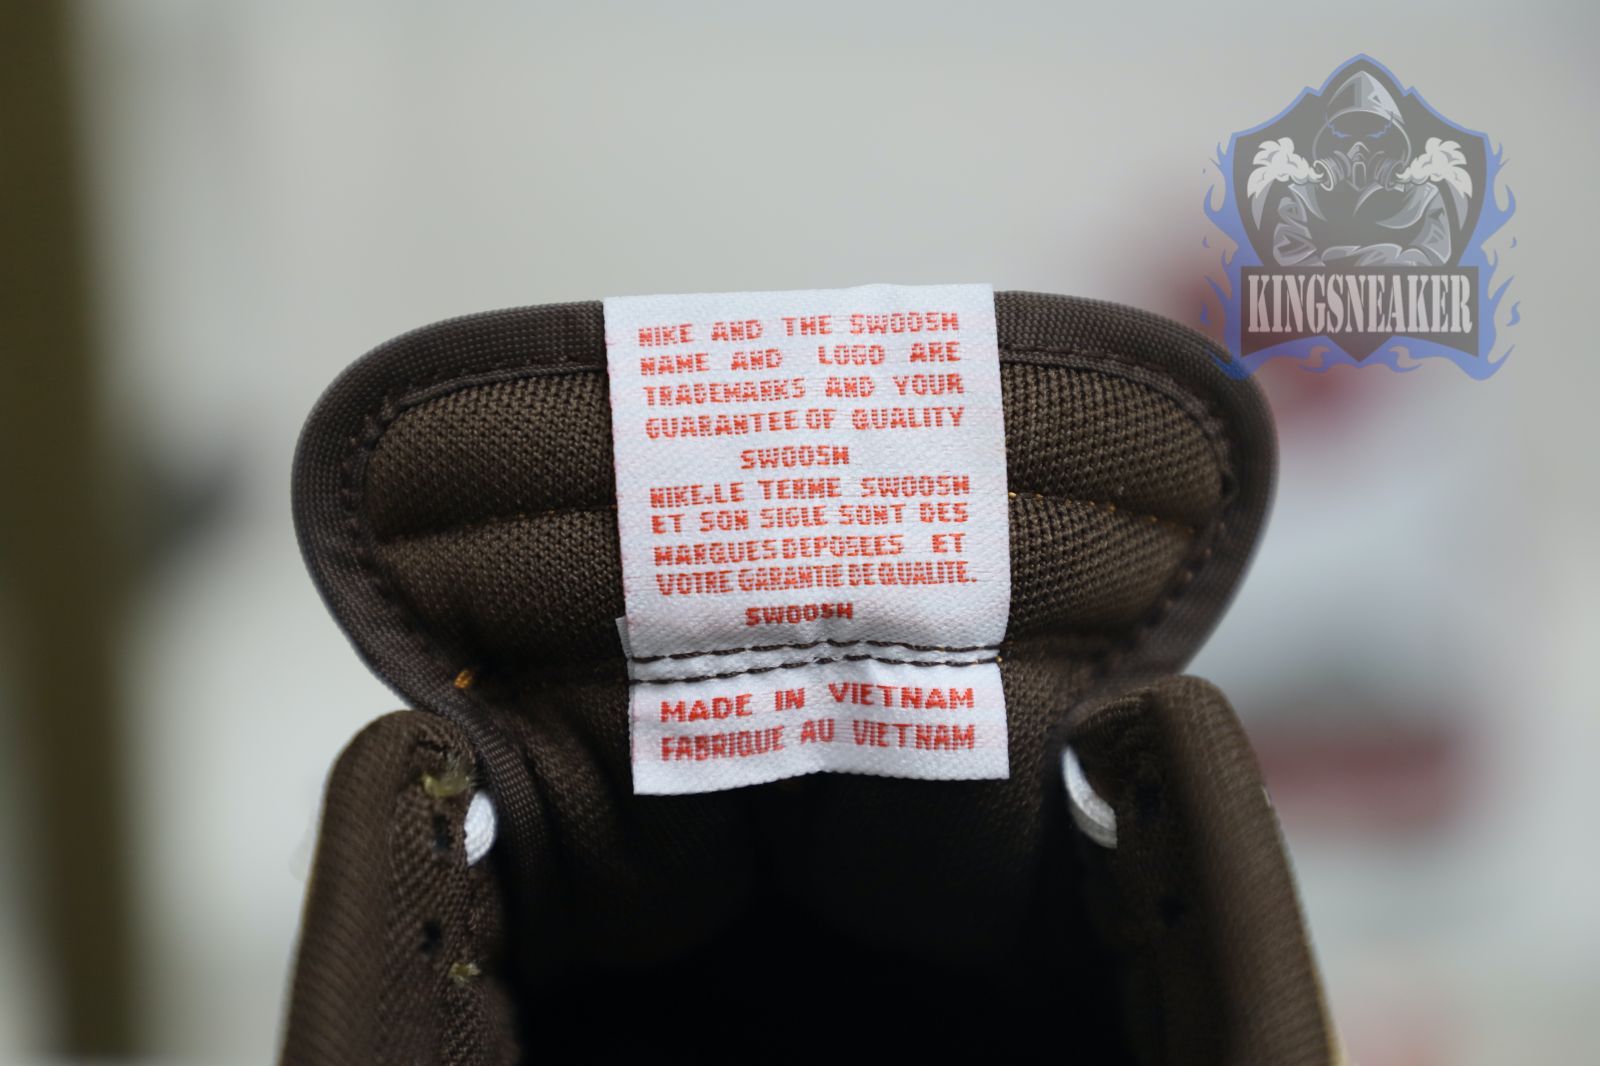 NIKE AND THE SWOOSH
NAME AND LOGO ARE
TRADEMARKS AND YOUR
GUARANTEE OF QUALITY
SWOOSH
NIKE.LE TERME SWOOSH
ET SON SIGLE SONT DES
MARQUES DEPOSEES ET
VOTRE GARANTIE DE QUALITE.
SWOOSH
MADE IN VIETNAM
FABRIQUE AU VIETNAM
KINGSNEAKER